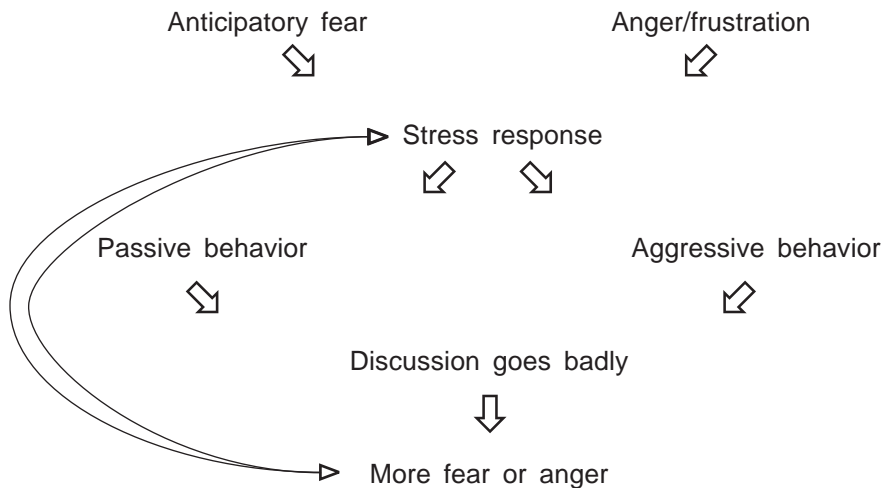 Anticipatory fear
Anger/frustration
Stress response
Passive behavior
Aggressive behavior
Discussion goes badly
More fear or anger